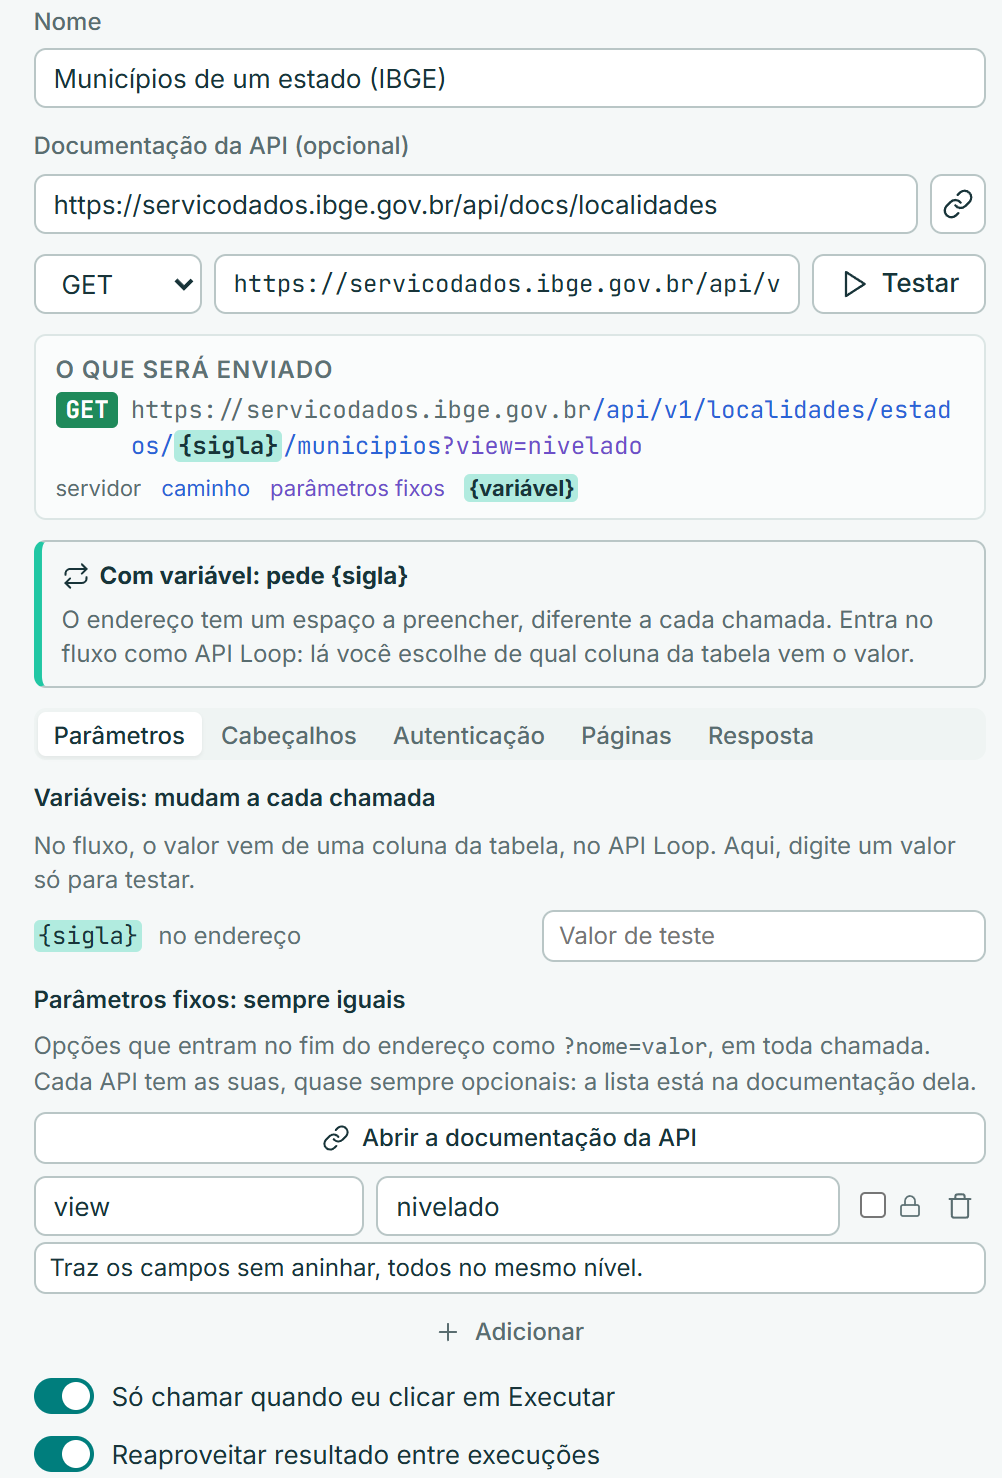 Nome
Municípios de um estado (IBGE)
Documentação da API (opcional)
https://servicodados.ibge.gov.br/api/docs/localidades
GET
https://servicodados.ibge.gov.br/api/v
Testar
O QUE SERÁ ENVIADO
GET https://servicodados.ibge.gov.br/api/v1/localidades/estad
os/{sigla}/municipios?view=nivelado
servidor caminho parâmetros fixos {variável}
Com variável: pede {sigla}
O endereço tem um espaço a preencher, diferente a cada chamada. Entra no
fluxo como API Loop: lá você escolhe de qual coluna da tabela vem o valor.
Parâmetros Cabeçalhos Autenticação Páginas Resposta
Variáveis: mudam a cada chamada
No fluxo, o valor vem de uma coluna da tabela, no API Loop. Aqui, digite um valor
só para testar.
{sigla} no endereço
Valor de teste
Parâmetros fixos: sempre iguais
Opções que entram no fim do endereço como ?nome=valor, em toda chamada.
Cada API tem as suas, quase sempre opcionais: a lista está na documentação dela.
Abrir a documentação da API
view
nivelado
Traz os campos sem aninhar, todos no mesmo nível.
+ Adicionar
Só chamar quando eu clicar em Executar
Reaproveitar resultado entre execuções